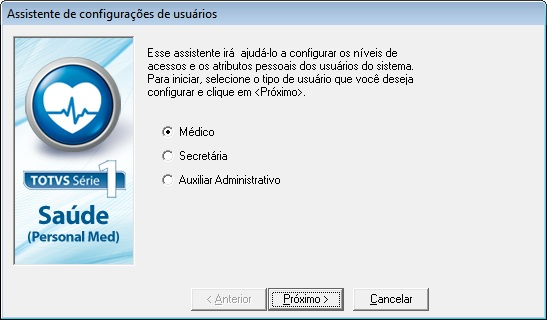 Assistente de configurações de usuários
Esse assistente irá ajudá-lo a configurar os níveis de
acessos e os atributos pessoais dos usuários do sistema.
Para iniciar, selecione o tipo de usuário que você deseja
configurar e clique em <Próximo>.
Médico
Secretária
Auxiliar Administrativo
TOTVS Série 1
Saúde
(Personal Med)
< Anterior
Próximo >
Cancelar